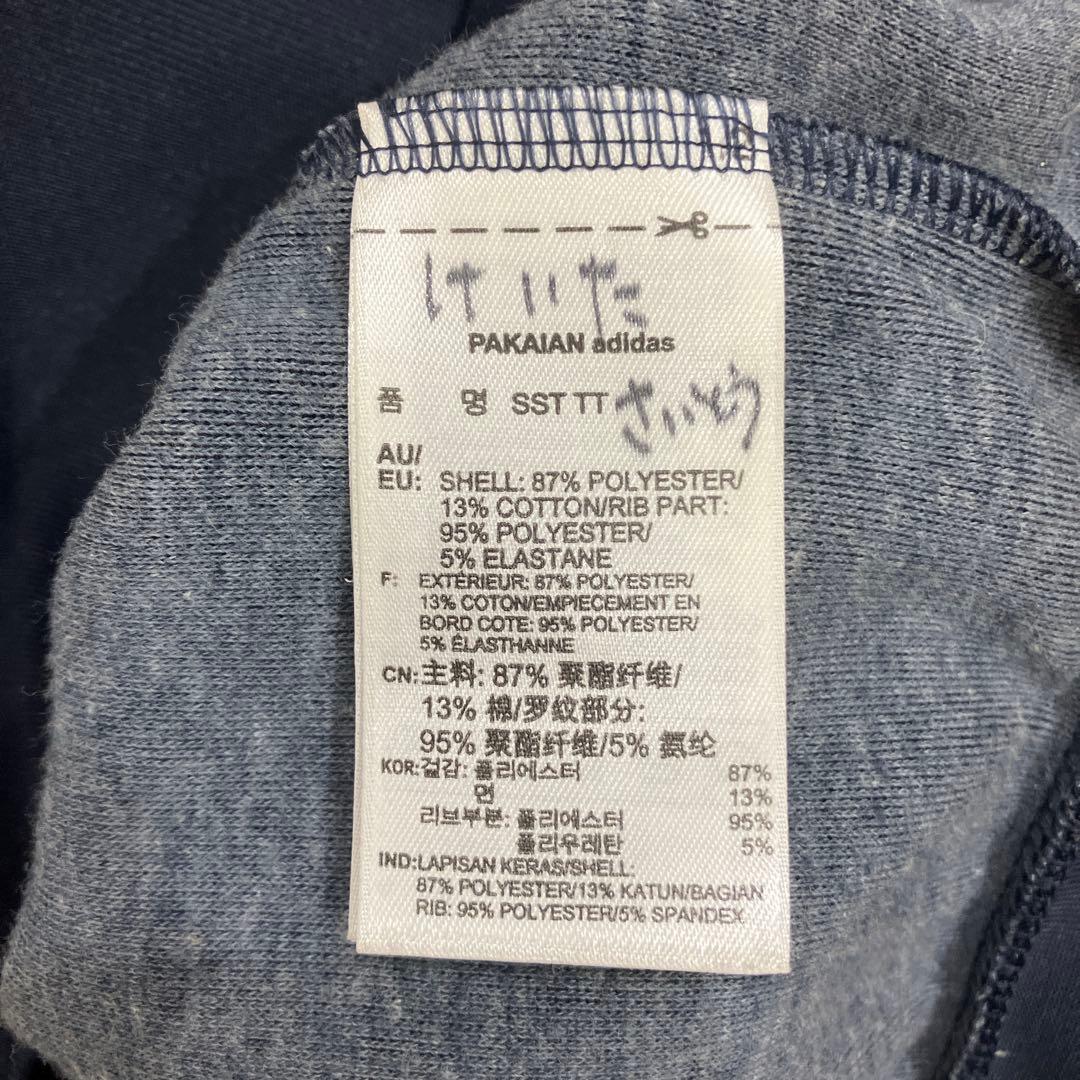 けいた
PAKAIAN adidas
품 명 SST TT さいとう
AU/
EU: SHELL: 87% POLYESTER/
13% COTTON/RIB PART:
95% POLYESTER/
5% ELASTANE
F: EXTÉRIEUR: 87% POLYESTER/
13% COTON/EMPIECEMENT EN
BORD COTE: 95% POLYESTER/
5% ÉLASTHANNE
CN: 主料: 87% 聚酯纤维/
13% 棉/罗纹部分:
95% 聚酯纤维/5% 氨纶
KOR: 겉감: 폴리에스터 87%
면 13%
리브부분: 폴리에스터 95%
폴리우레탄 5%
IND: LAPISAN KERAS/SHELL:
87% POLYESTER/13% KATUN/BAGIAN
RIB: 95% POLYESTER/5% SPANDEX